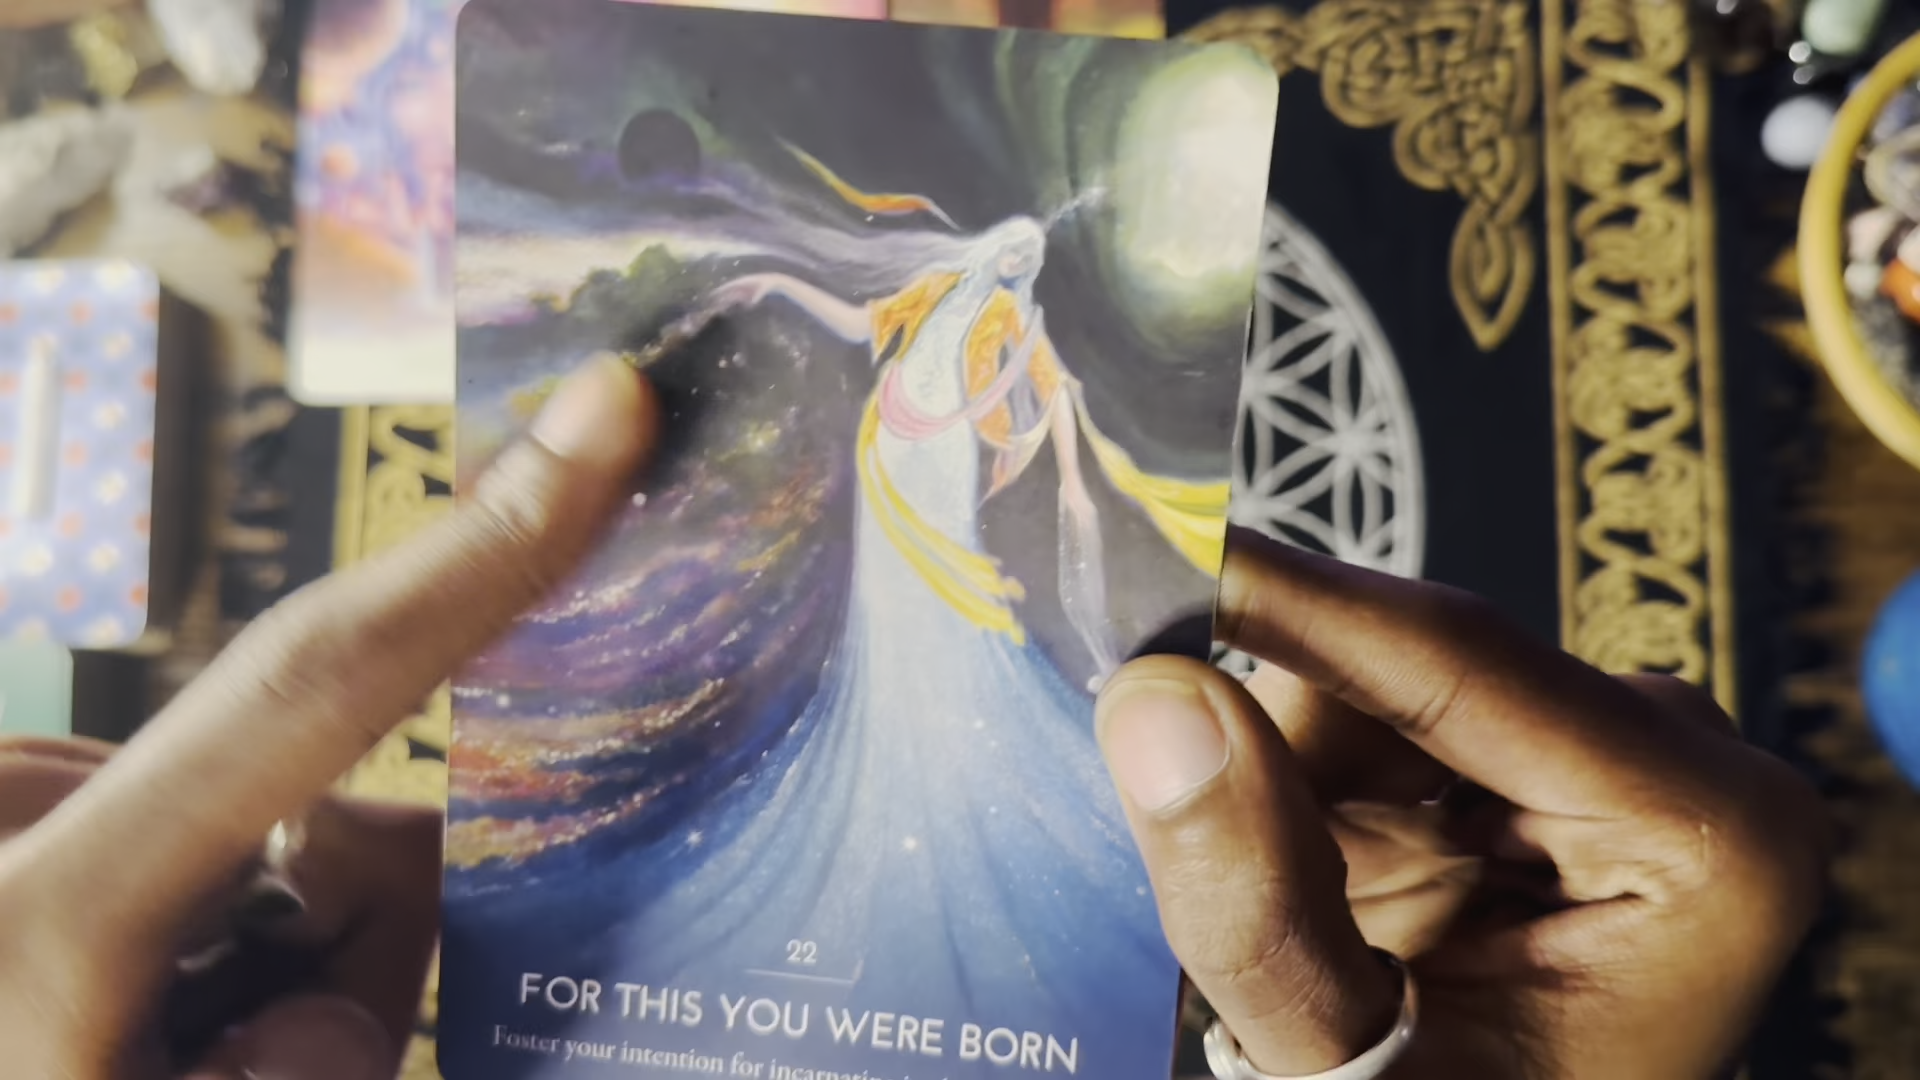 22
FOR THIS YOU WERE BORN
Foster your intention for